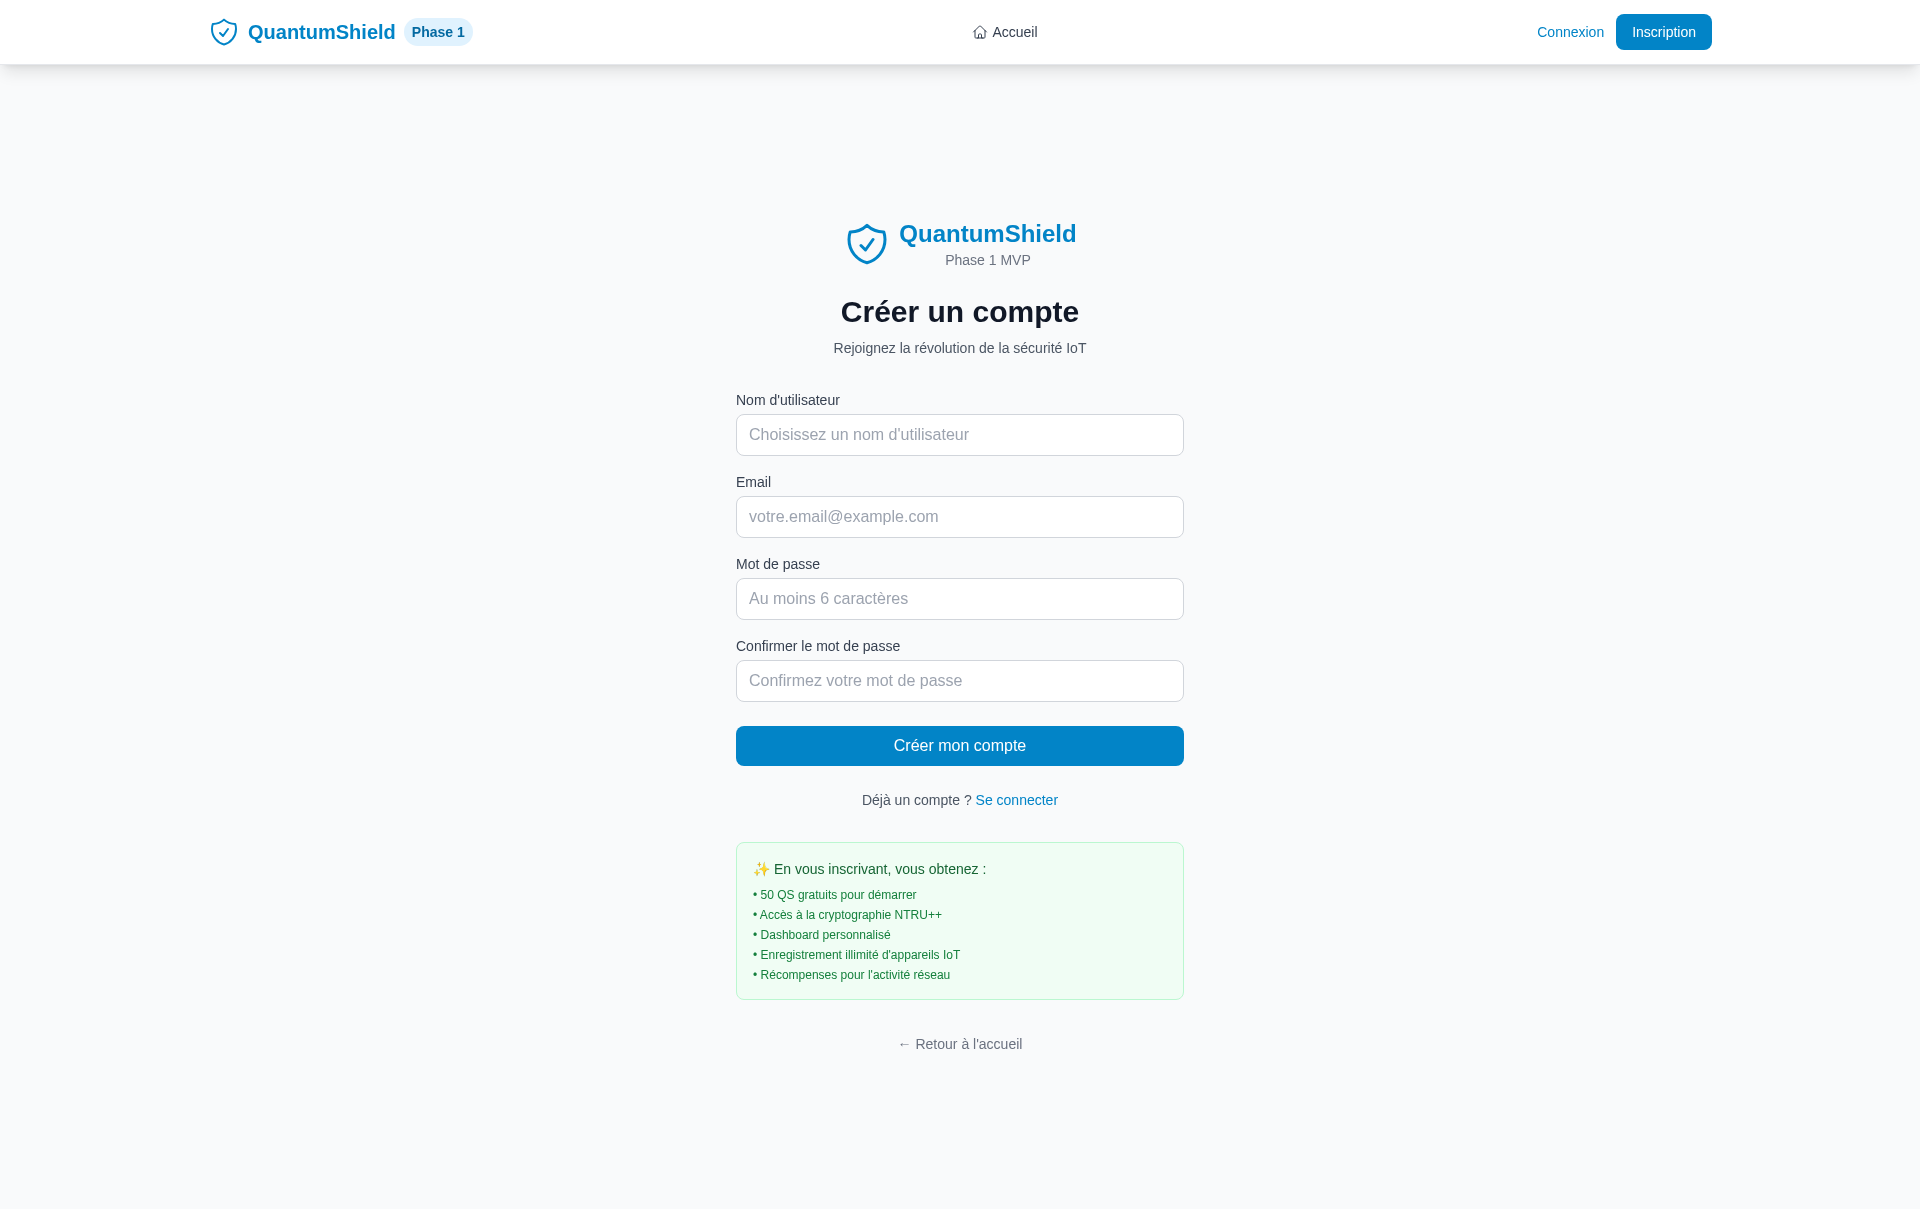 QuantumShield Phase 1
Accueil
Connexion Inscription
QuantumShield
Phase 1 MVP
Créer un compte
Rejoignez la révolution de la sécurité IoT
Nom d'utilisateur
Choisissez un nom d'utilisateur
Email
votre.email@example.com
Mot de passe
Au moins 6 caractères
Confirmer le mot de passe
Confirmez votre mot de passe
Créer mon compte
Déjà un compte ? Se connecter
✨ En vous inscrivant, vous obtenez :
• 50 QS gratuits pour démarrer
• Accès à la cryptographie NTRU++
• Dashboard personnalisé
• Enregistrement illimité d'appareils IoT
• Récompenses pour l'activité réseau
← Retour à l'accueil